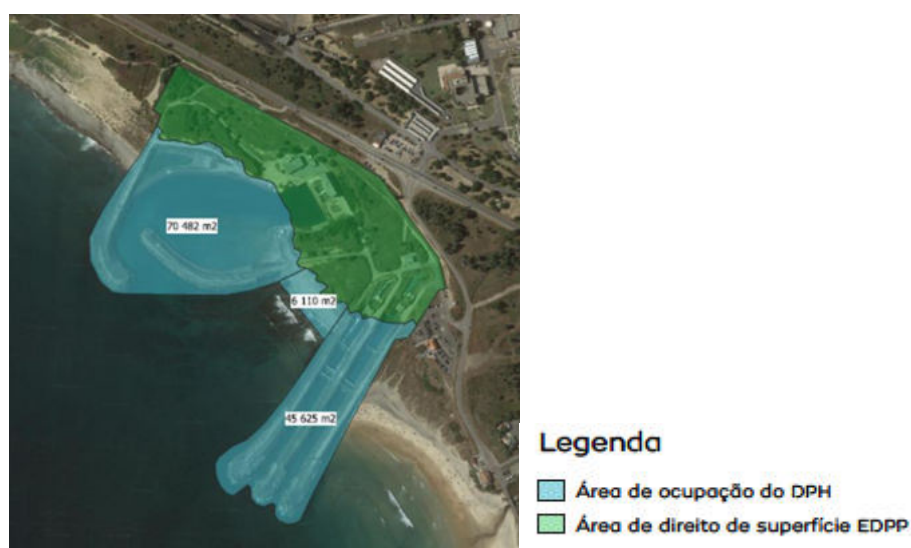 70 482 m2
6 110 m2
45 625 m2
Legenda
Área de ocupação do DPH
Área de direito de superfície EDPP